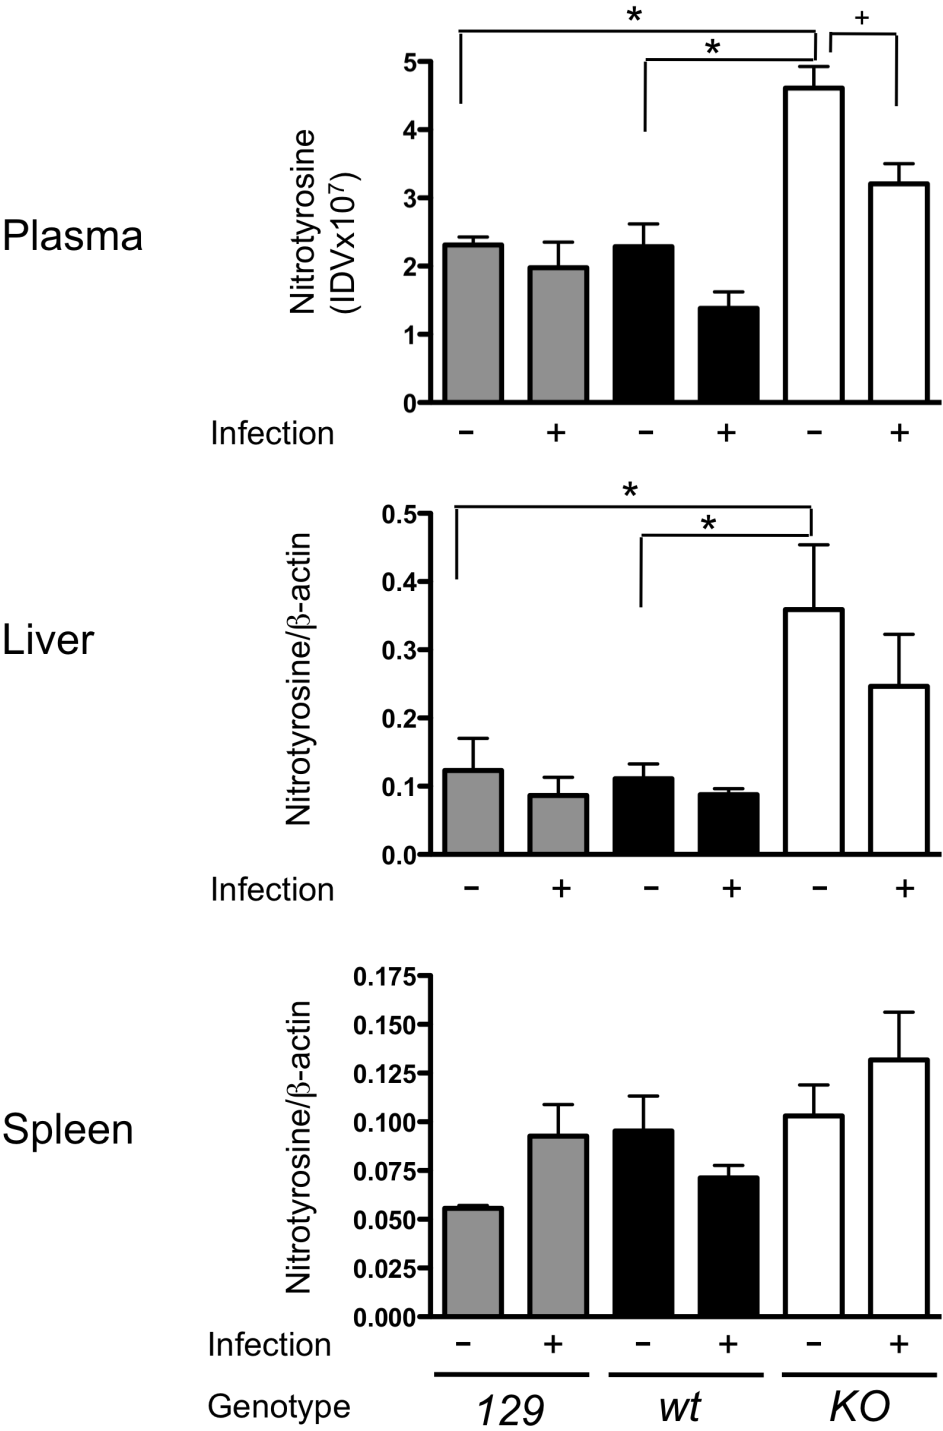 *
+
*
Plasma
Nitrotyrosine
(IDVx10⁷)
5
4
3
2
1
0
Infection - + - + - +
*
*
Liver
Nitrotyrosine/β-actin
0.5
0.4
0.3
0.2
0.1
0.0
Infection - + - + - +
Spleen
Nitrotyrosine/β-actin
0.175
0.150
0.125
0.100
0.075
0.050
0.025
0.000
Infection - + - + - +
Genotype 129 wt KO